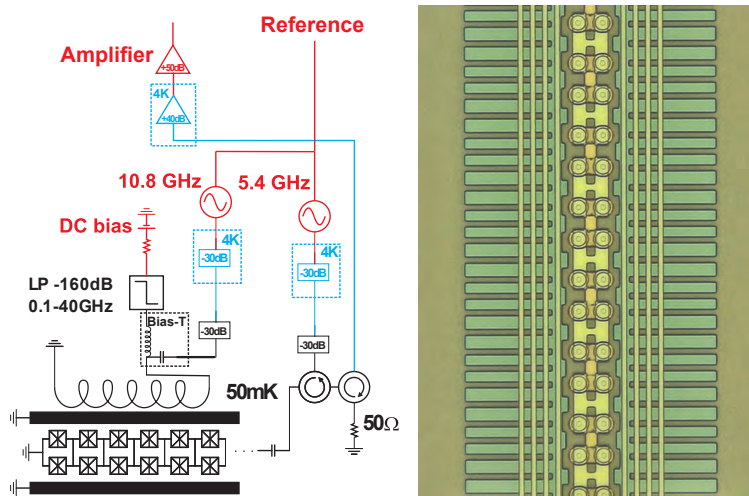 Reference
Amplifier
+50dB
4K
+40dB
10.8 GHz
5.4 GHz
DC bias
4K
-30dB
4K
-30dB
LP -160dB
0.1-40GHz
Bias-T
-30dB
-30dB
50mK
50Ω